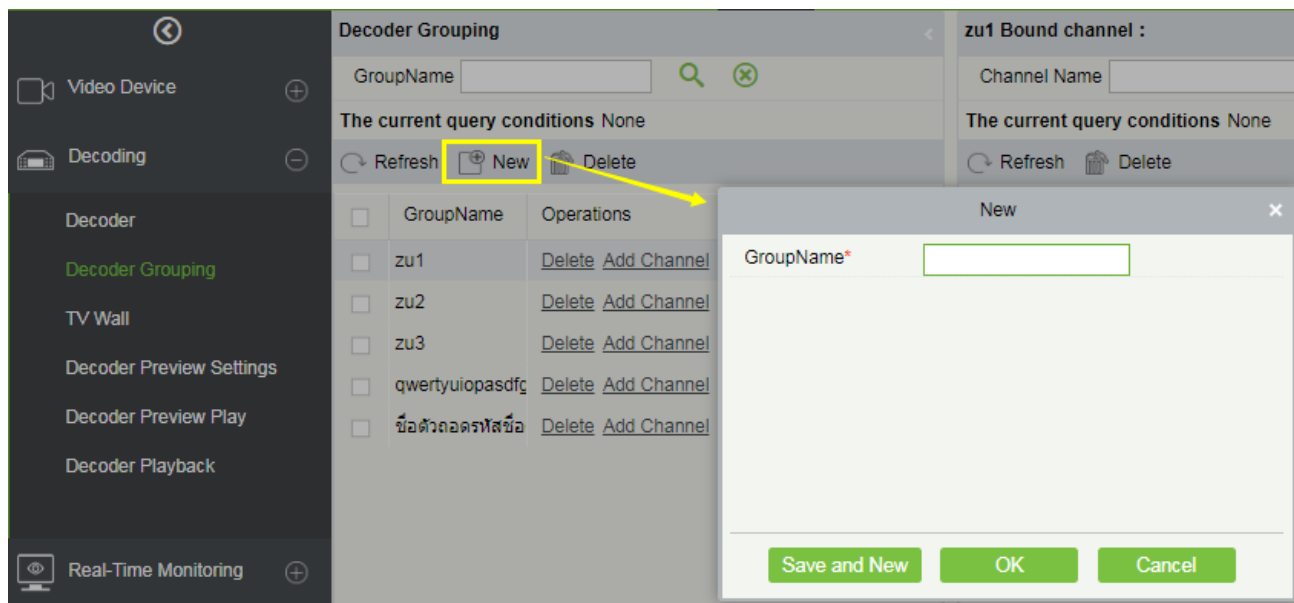 Video Device
Decoding
Decoder
Decoder Grouping
TV Wall
Decoder Preview Settings
Decoder Preview Play
Decoder Playback
Real-Time Monitoring
Decoder Grouping
GroupName
The current query conditions None
Refresh New Delete
GroupName Operations
zu1 Delete Add Channel
zu2 Delete Add Channel
zu3 Delete Add Channel
qwertyuiopasdfg Delete Add Channel
ชื่อตัวถอดรหัสชื่อ Delete Add Channel
zu1 Bound channel :
Channel Name
The current query conditions None
Refresh Delete
New
GroupName*
Save and New OK Cancel